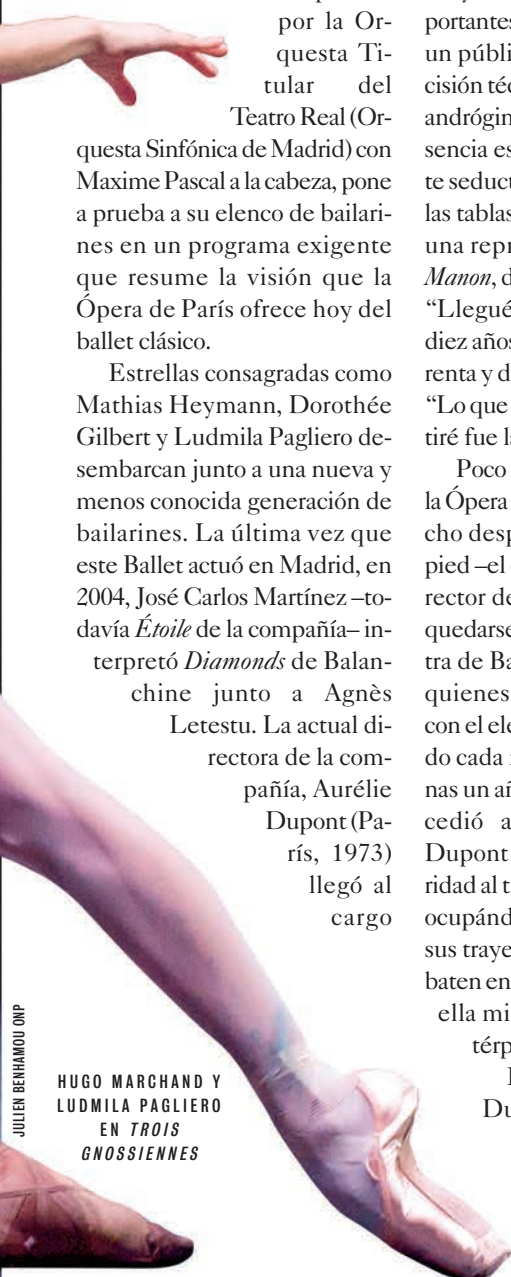 por la Or-
questa Ti-
tular del
Teatro Real (Or-
questa Sinfónica de Madrid) con
Maxime Pascal a la cabeza, pone
a prueba a su elenco de bailari-
nes en un programa exigente
que resume la visión que la
Ópera de París ofrece hoy del
ballet clásico.
Estrellas consagradas como
Mathias Heymann, Dorothée
Gilbert y Ludmila Pagliero de-
sembarcan junto a una nueva y
menos conocida generación de
bailarines. La última vez que
este Ballet actuó en Madrid, en
2004, José Carlos Martínez –to-
davía Étoile de la compañía– in-
terpretó Diamonds de Balan-
chine junto a Agnès
Letestu. La actual di-
rectora de la com-
pañía, Aurélie
Dupont (Pa-
rís, 1973)
llegó al
cargo
portantes
un públi
cisión téc
andrógin
sencia es
te seduct
las tablas
una repr
Manon, d
“Llegué
diez años
renta y d
“Lo que
tiré fue l
Poco
la Ópera
cho desp
pied –el
rector de
quedarse
tra de Ba
quienes
con el ele
do cada
nas un añ
cedió a
Dupont
ridad al t
ocupánd
sus traye
baten en
ella mi
térp
Du
JULIEN BENHAMOU ONP
HUGO MARCHAND Y
LUDMILA PAGLIERO
EN TROIS
GNOSSIENNES